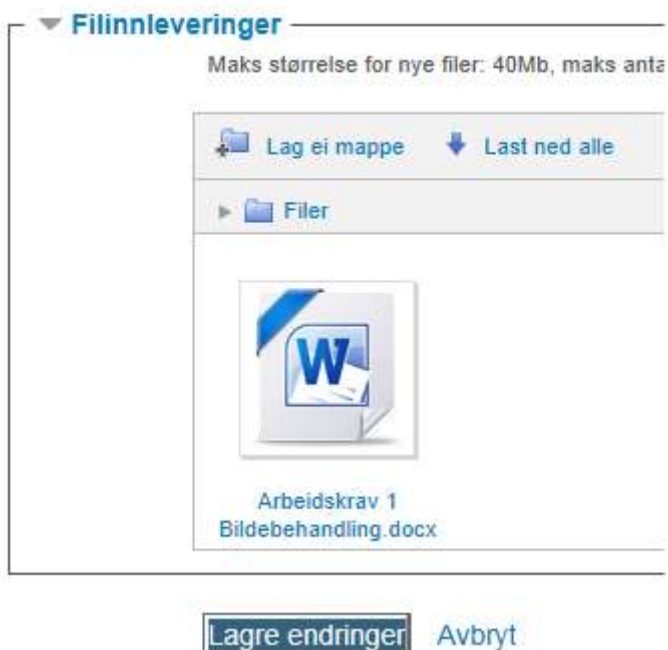 Filinnleveringer
Maks størrelse for nye filer: 40Mb, maks
Lag ei mappe Last ned alle
Filer
W
Arbeidskrav 1
Bildebehandling.docx
Lagre endringer Avbryt